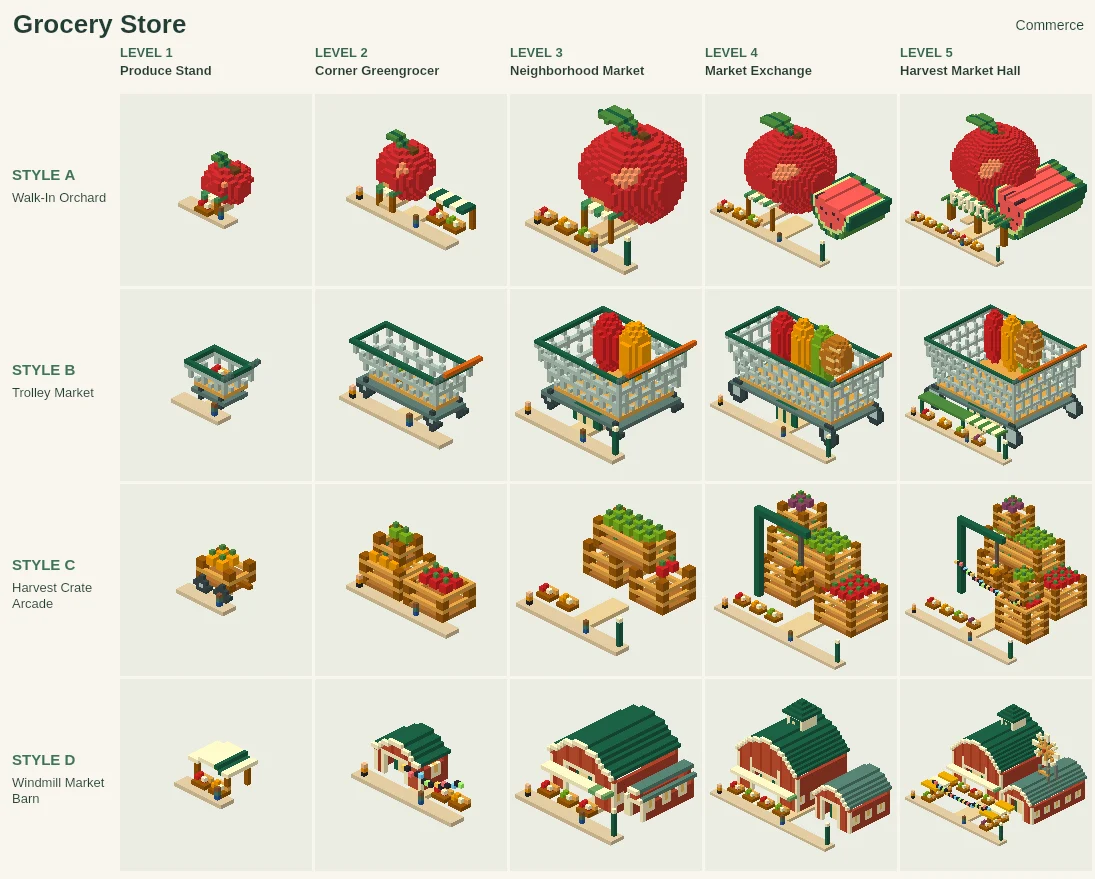 Grocery Store
Commerce
LEVEL 1
Produce Stand
LEVEL 2
Corner Greengrocer
LEVEL 3
Neighborhood Market
LEVEL 4
Market Exchange
LEVEL 5
Harvest Market Hall
STYLE A
Walk-In Orchard
STYLE B
Trolley Market
STYLE C
Harvest Crate
Arcade
STYLE D
Windmill Market
Barn